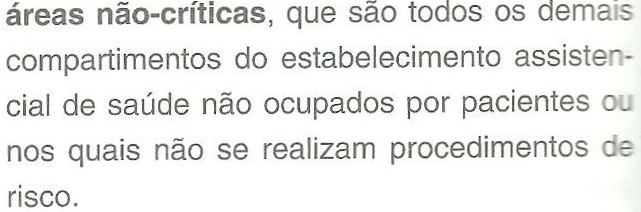 áreas não-críticas, que são todos os demais
compartimentos do estabelecimento assisten-
cial de saúde não ocupados por pacientes ou
nos quais não se realizam procedimentos de
risco.